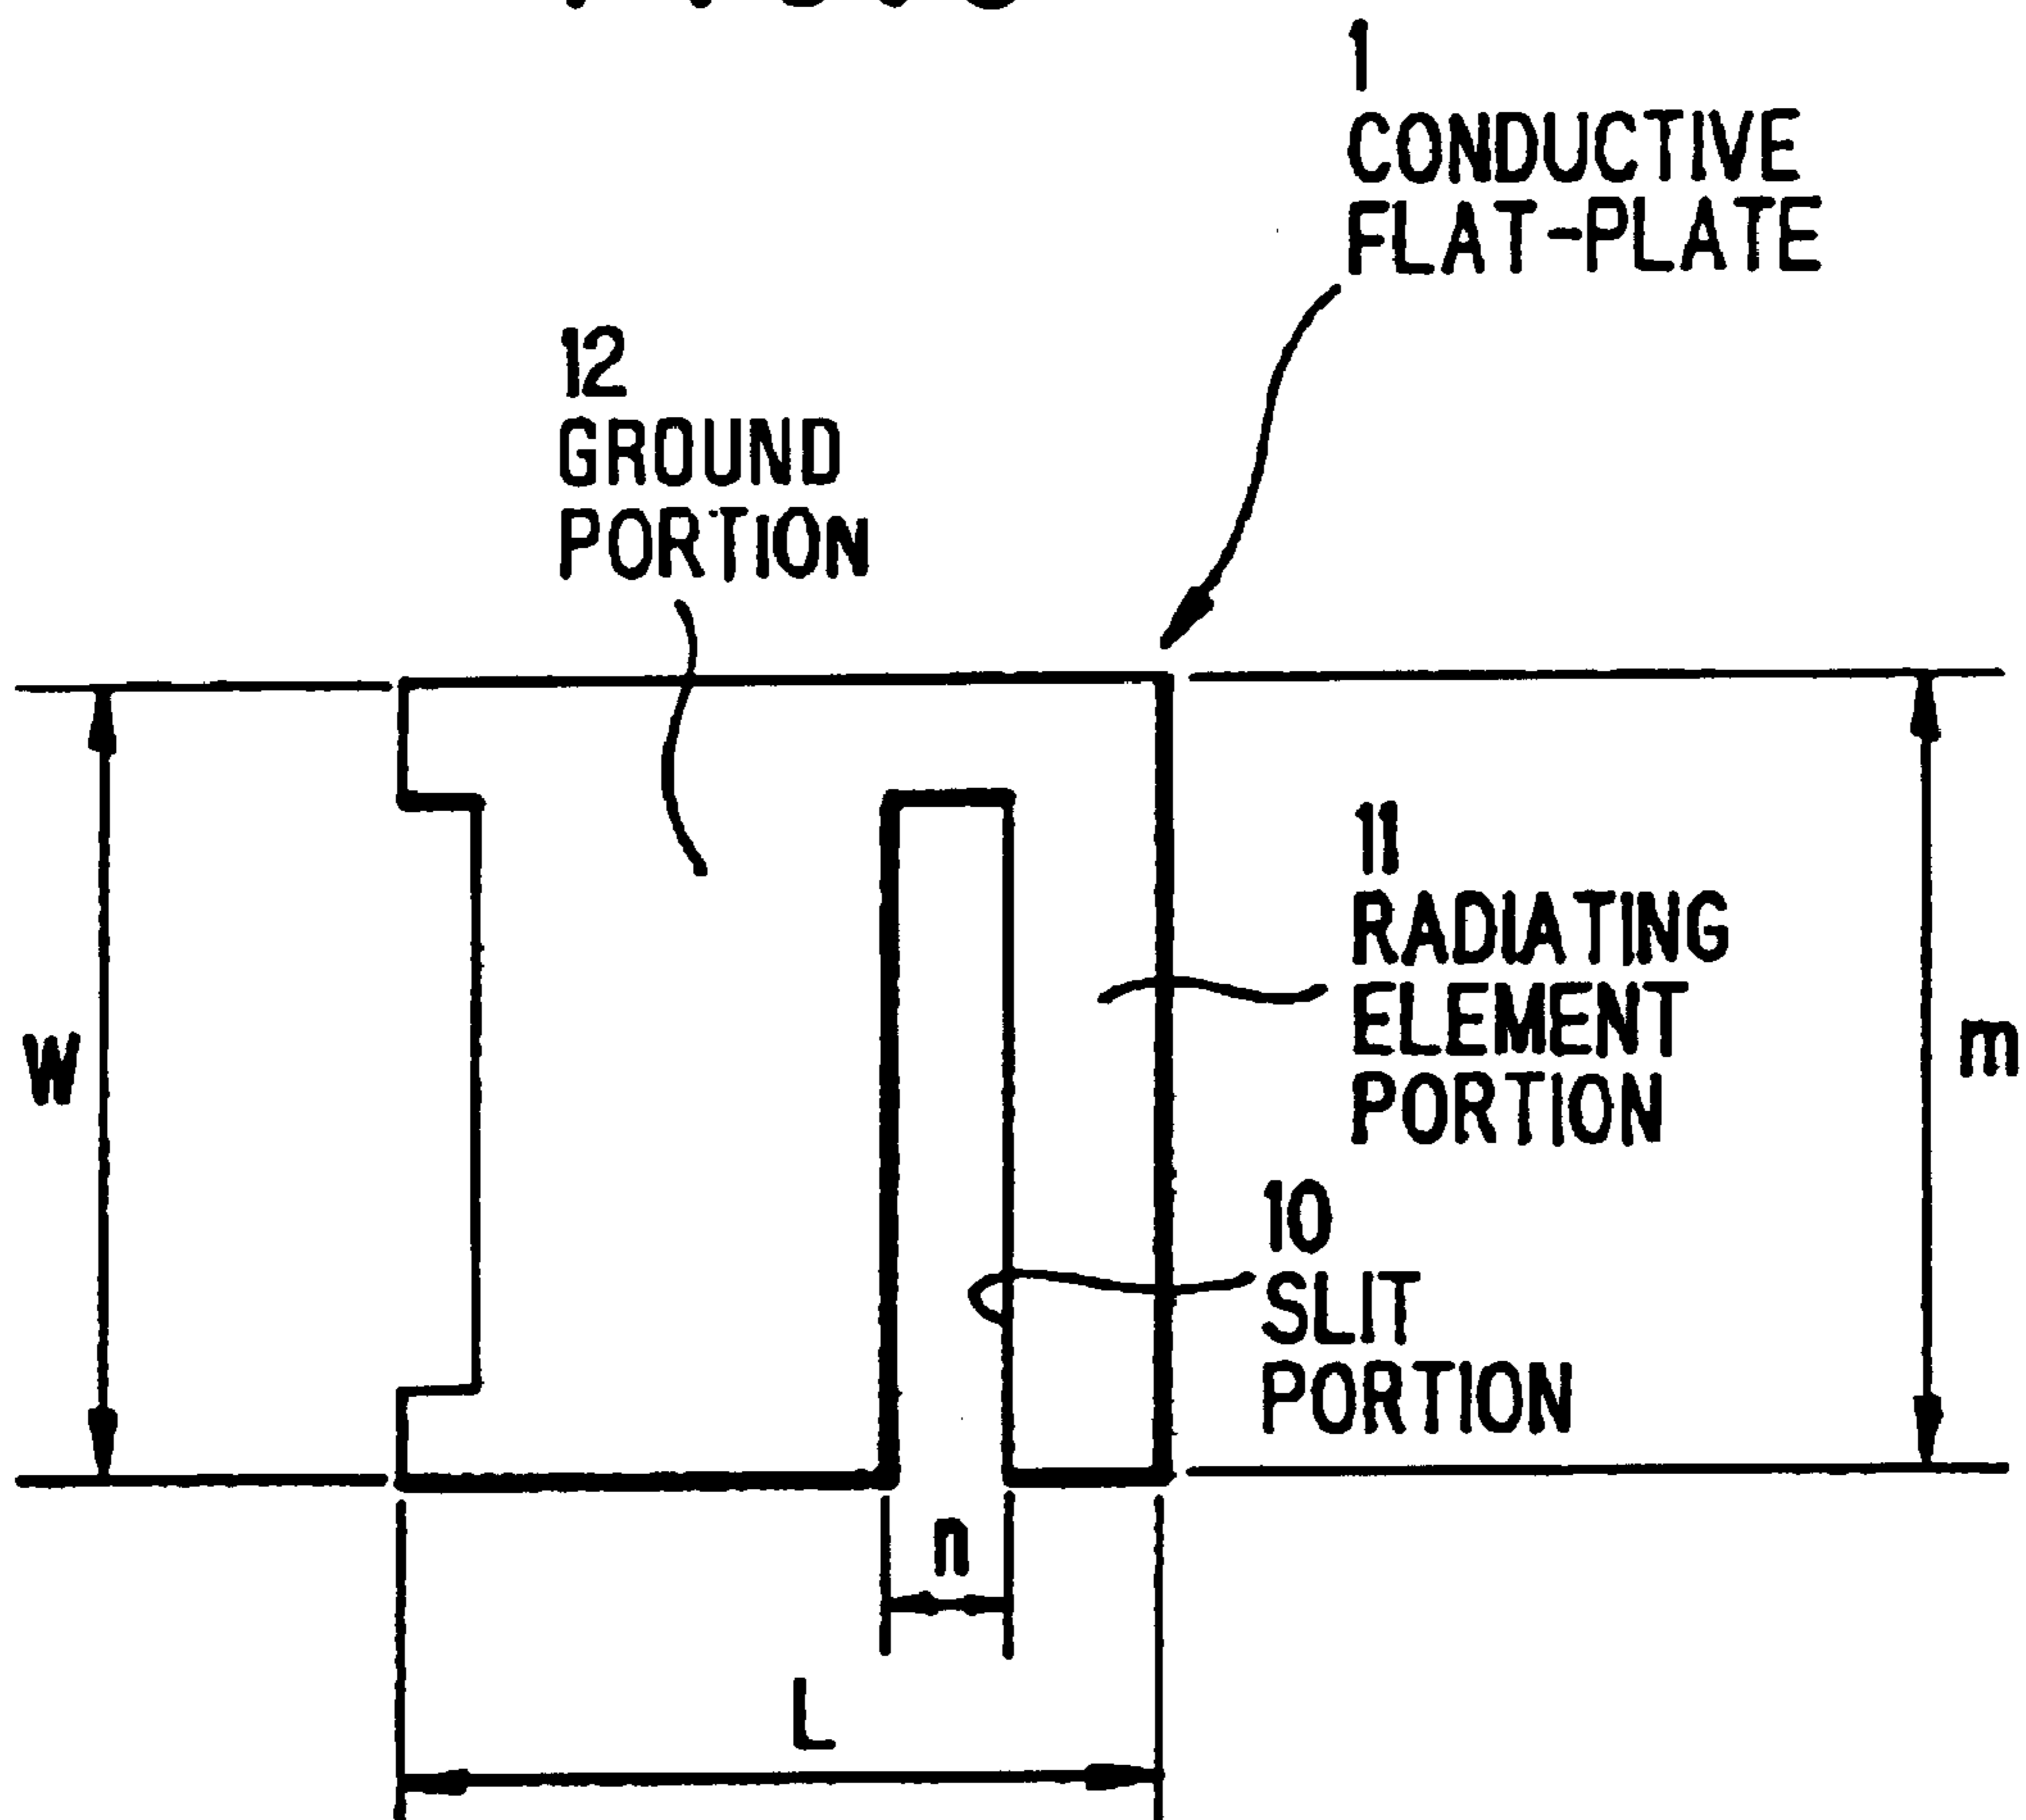 1
CONDUCTIVE
FLAT-PLATE
12
GROUND
PORTION
11
RADIATING
ELEMENT
PORTION
W
m
10
SLIT
PORTION
n
L